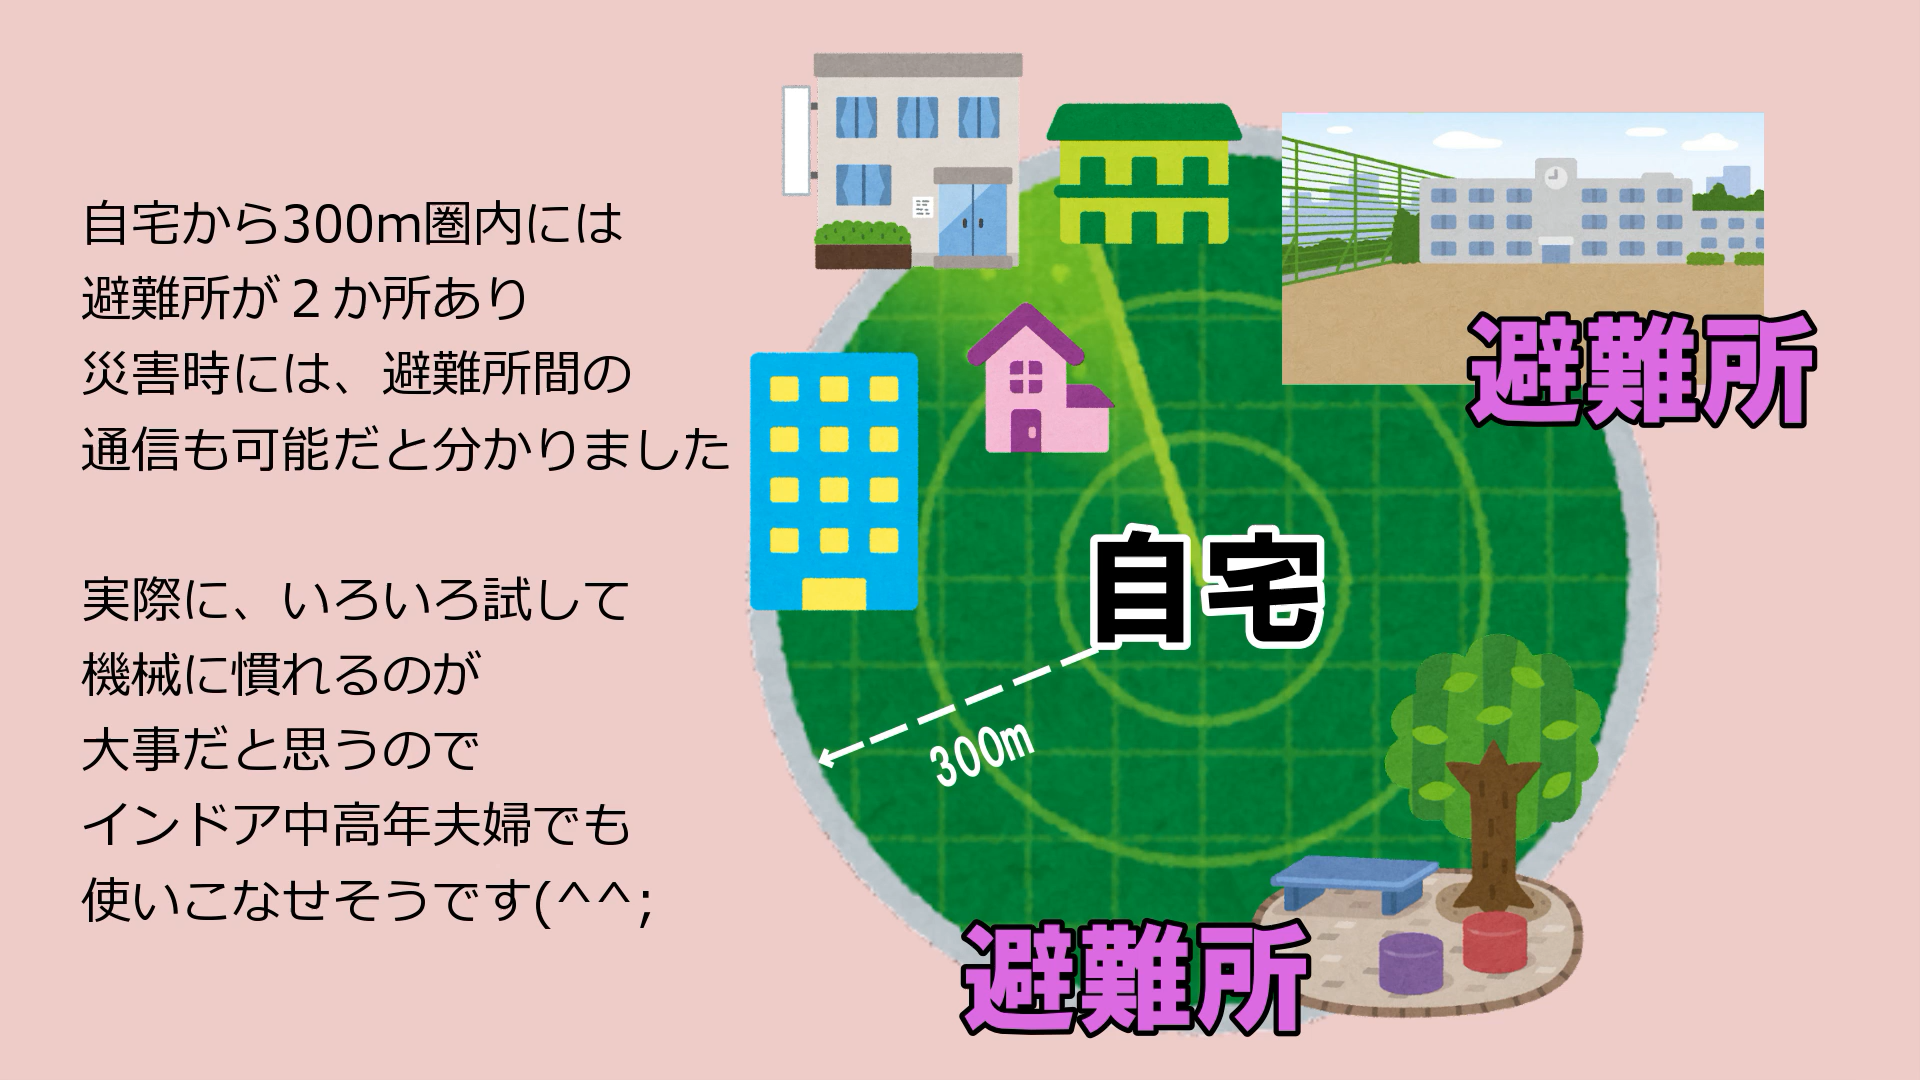 自宅から300m圏内には
避難所が２か所あり
災害時には、避難所間の
通信も可能だと分かりました
実際に、いろいろ試して
機械に慣れるのが
大事だと思うので
インドア中高年夫婦でも
使いこなせそうです(^^;
避難所
自宅
300m
避難所